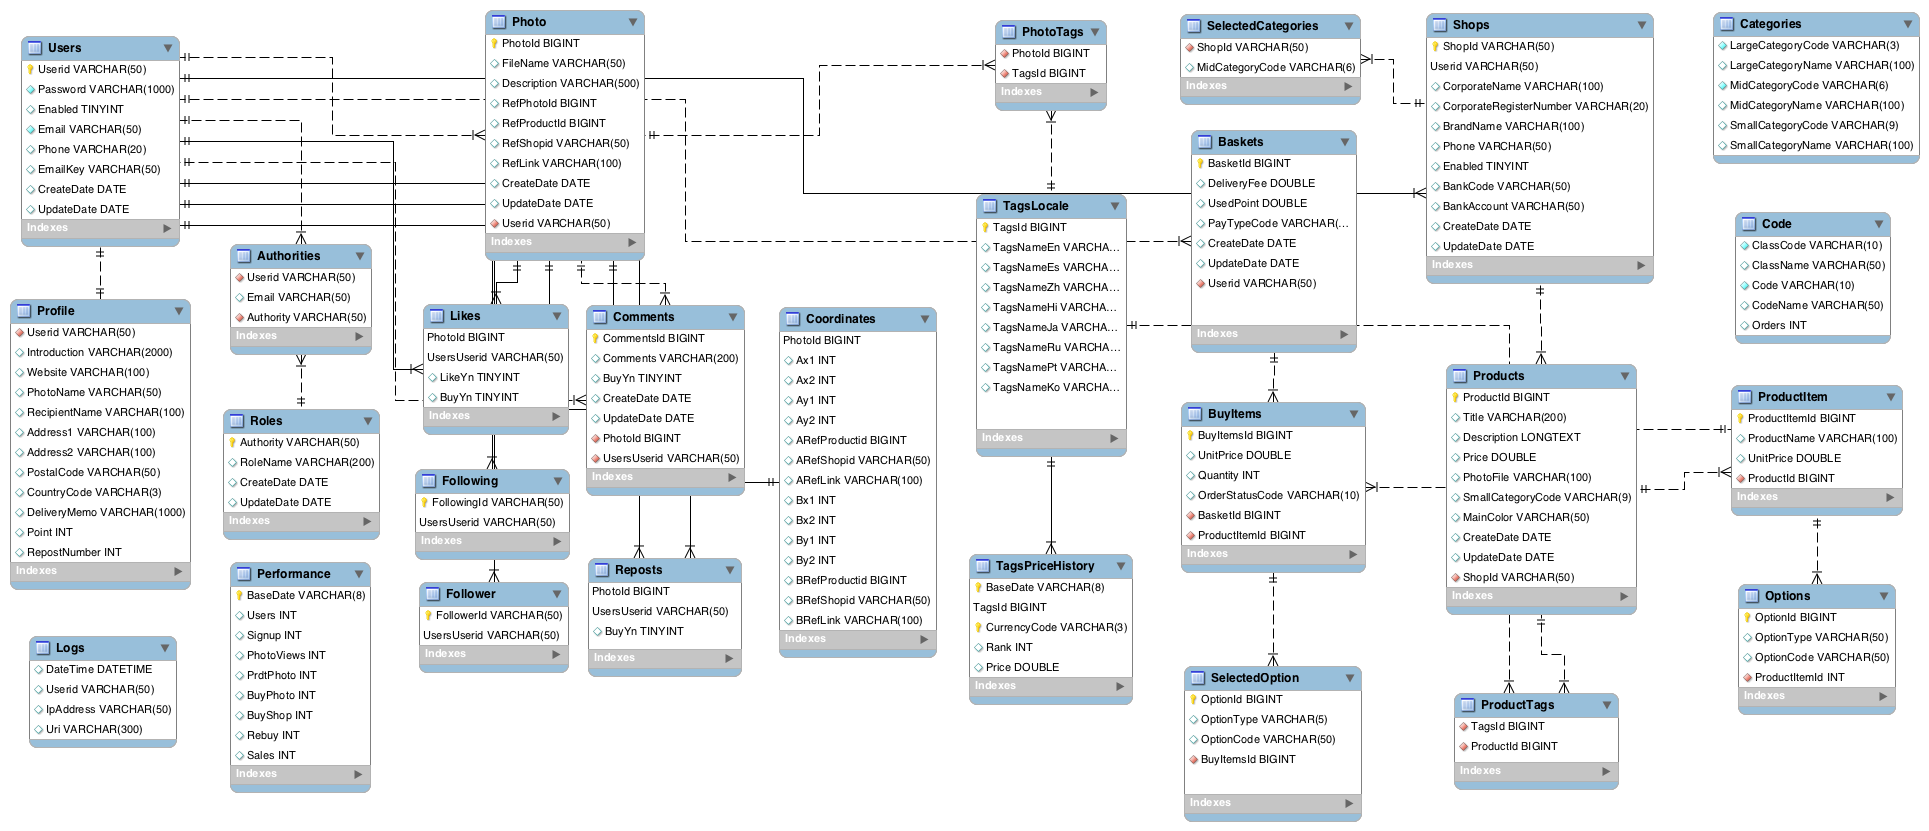 Users
Userid VARCHAR(50)
Password VARCHAR(1000)
Enabled TINYINT
Email VARCHAR(50)
Phone VARCHAR(20)
EmailKey VARCHAR(50)
CreateDate DATE
UpdateDate DATE
Indexes
Photo
PhotoId BIGINT
FileName VARCHAR(50)
Description VARCHAR(500)
RefPhotoId BIGINT
RefProductId BIGINT
RefShopid VARCHAR(50)
RefLink VARCHAR(100)
CreateDate DATE
UpdateDate DATE
Userid VARCHAR(50)
Indexes
PhotoTags
PhotoId BIGINT
TagsId BIGINT
Indexes
SelectedCategories
ShopId VARCHAR(50)
MidCategoryCode VARCHAR(6)
Indexes
Shops
ShopId VARCHAR(50)
Userid VARCHAR(50)
CorporateName VARCHAR(100)
CorporateRegisterNumber VARCHAR(20)
BrandName VARCHAR(100)
Phone VARCHAR(50)
Enabled TINYINT
BankCode VARCHAR(50)
BankAccount VARCHAR(50)
CreateDate DATE
UpdateDate DATE
Indexes
Categories
LargeCategoryCode VARCHAR(3)
LargeCategoryName VARCHAR(100)
MidCategoryCode VARCHAR(6)
MidCategoryName VARCHAR(100)
SmallCategoryCode VARCHAR(9)
SmallCategoryName VARCHAR(100)
Baskets
BasketId BIGINT
DeliveryFee DOUBLE
UsedPoint DOUBLE
PayTypeCode VARCHAR(...
CreateDate DATE
UpdateDate DATE
Userid VARCHAR(50)
Indexes
TagsLocale
TagsId BIGINT
TagsNameEn VARCHA...
TagsNameEs VARCHA...
TagsNameZh VARCHA...
TagsNameHi VARCHA...
TagsNameJa VARCHA...
TagsNameRu VARCHA...
TagsNamePt VARCHA...
TagsNameKo VARCHA...
Indexes
Code
ClassCode VARCHAR(10)
ClassName VARCHAR(50)
Code VARCHAR(10)
CodeName VARCHAR(50)
Orders INT
Authorities
Userid VARCHAR(50)
Email VARCHAR(50)
Authority VARCHAR(50)
Indexes
Profile
Userid VARCHAR(50)
Introduction VARCHAR(2000)
Website VARCHAR(100)
PhotoName VARCHAR(50)
RecipientName VARCHAR(100)
Address1 VARCHAR(100)
Address2 VARCHAR(100)
PostalCode VARCHAR(50)
CountryCode VARCHAR(3)
DeliveryMemo VARCHAR(1000)
Point INT
RepostNumber INT
Indexes
Likes
PhotoId BIGINT
UsersUserid VARCHAR(50)
LikeYn TINYINT
BuyYn TINYINT
Indexes
Comments
CommentsId BIGINT
Comments VARCHAR(200)
BuyYn TINYINT
CreateDate DATE
UpdateDate DATE
PhotoId BIGINT
UsersUserid VARCHAR(50)
Indexes
Coordinates
PhotoId BIGINT
Ax1 INT
Ax2 INT
Ay1 INT
Ay2 INT
ARefProductid BIGINT
ARefShopid VARCHAR(50)
ARefLink VARCHAR(100)
Bx1 INT
Bx2 INT
By1 INT
By2 INT
BRefProductid BIGINT
BRefShopid VARCHAR(50)
BRefLink VARCHAR(100)
Indexes
Products
ProductId BIGINT
Title VARCHAR(200)
Description LONGTEXT
Price DOUBLE
PhotoFile VARCHAR(100)
SmallCategoryCode VARCHAR(9)
MainColor VARCHAR(50)
CreateDate DATE
UpdateDate DATE
ShopId VARCHAR(50)
Indexes
ProductItem
ProductItemId BIGINT
ProductName VARCHAR(100)
UnitPrice DOUBLE
ProductId BIGINT
Indexes
BuyItems
BuyItemsId BIGINT
UnitPrice DOUBLE
Quantity INT
OrderStatusCode VARCHAR(10)
BasketId BIGINT
ProductItemId BIGINT
Indexes
Roles
Authority VARCHAR(50)
RoleName VARCHAR(200)
CreateDate DATE
UpdateDate DATE
Indexes
Following
FollowingId VARCHAR(50)
UsersUserid VARCHAR(50)
Indexes
Follower
FollowerId VARCHAR(50)
UsersUserid VARCHAR(50)
Indexes
Reposts
PhotoId BIGINT
UsersUserid VARCHAR(50)
BuyYn TINYINT
Indexes
TagsPriceHistory
BaseDate VARCHAR(8)
TagsId BIGINT
CurrencyCode VARCHAR(3)
Rank INT
Price DOUBLE
Indexes
Performance
BaseDate VARCHAR(8)
Users INT
Signup INT
PhotoViews INT
PrdtPhoto INT
BuyPhoto INT
BuyShop INT
Rebuy INT
Sales INT
Indexes
Options
OptionId BIGINT
OptionType VARCHAR(50)
OptionCode VARCHAR(50)
ProductItemId INT
Indexes
Logs
DateTime DATETIME
Userid VARCHAR(50)
IpAddress VARCHAR(50)
Uri VARCHAR(300)
SelectedOption
OptionId BIGINT
OptionType VARCHAR(5)
OptionCode VARCHAR(50)
BuyItemsId BIGINT
Indexes
ProductTags
TagsId BIGINT
ProductId BIGINT
Indexes